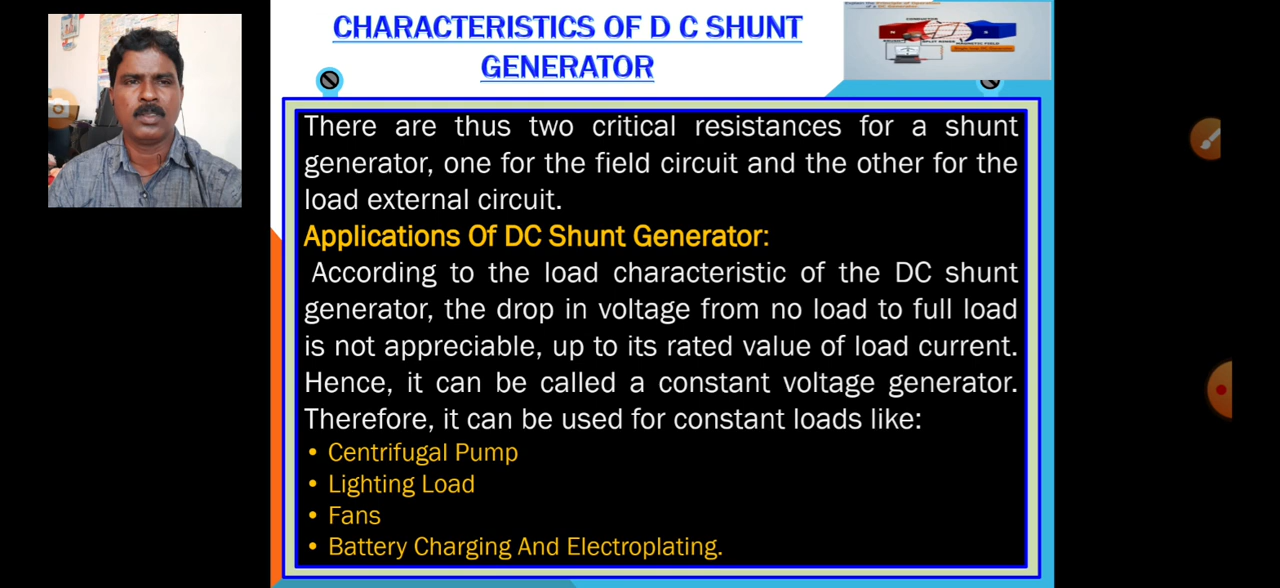 CHARACTERISTICS OF D C SHUNT
GENERATOR
There are thus two critical resistances for a shunt
generator, one for the field circuit and the other for the
load external circuit.
Applications Of DC Shunt Generator:
According to the load characteristic of the DC shunt
generator, the drop in voltage from no load to full load
is not appreciable, up to its rated value of load current.
Hence, it can be called a constant voltage generator.
Therefore, it can be used for constant loads like:
• Centrifugal Pump
• Lighting Load
• Fans
• Battery Charging And Electroplating.